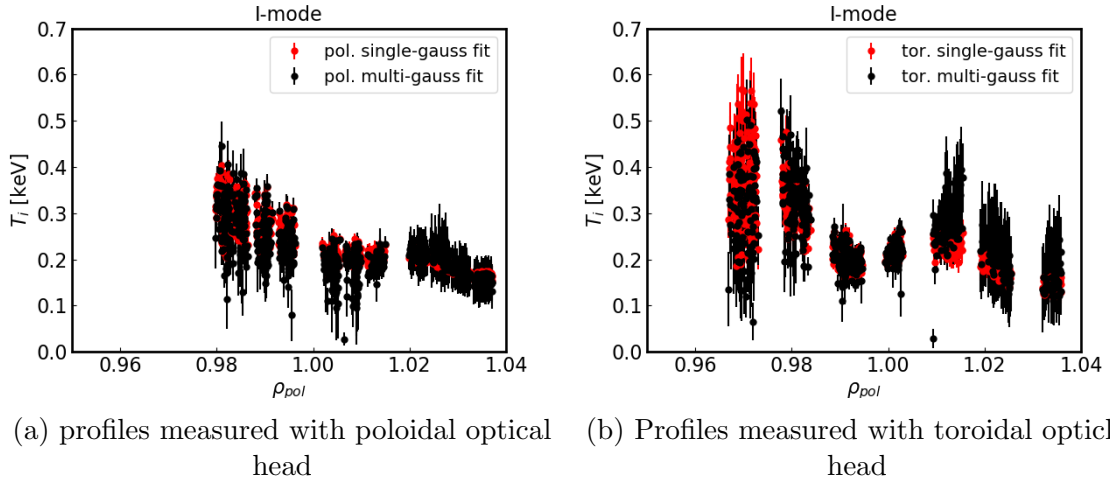 I-mode
pol. single-gauss fit
pol. multi-gauss fit
0.7
0.6
0.5
0.4
0.3
0.2
0.1
0.0
T_i [keV]
0.96 0.98 1.00 1.02 1.04
ρ_pol
(a) profiles measured with poloidal optical
head
I-mode
tor. single-gauss fit
tor. multi-gauss fit
0.7
0.6
0.5
0.4
0.3
0.2
0.1
0.0
T_i [keV]
0.96 0.98 1.00 1.02 1.04
ρ_pol
(b) Profiles measured with toroidal optic
head